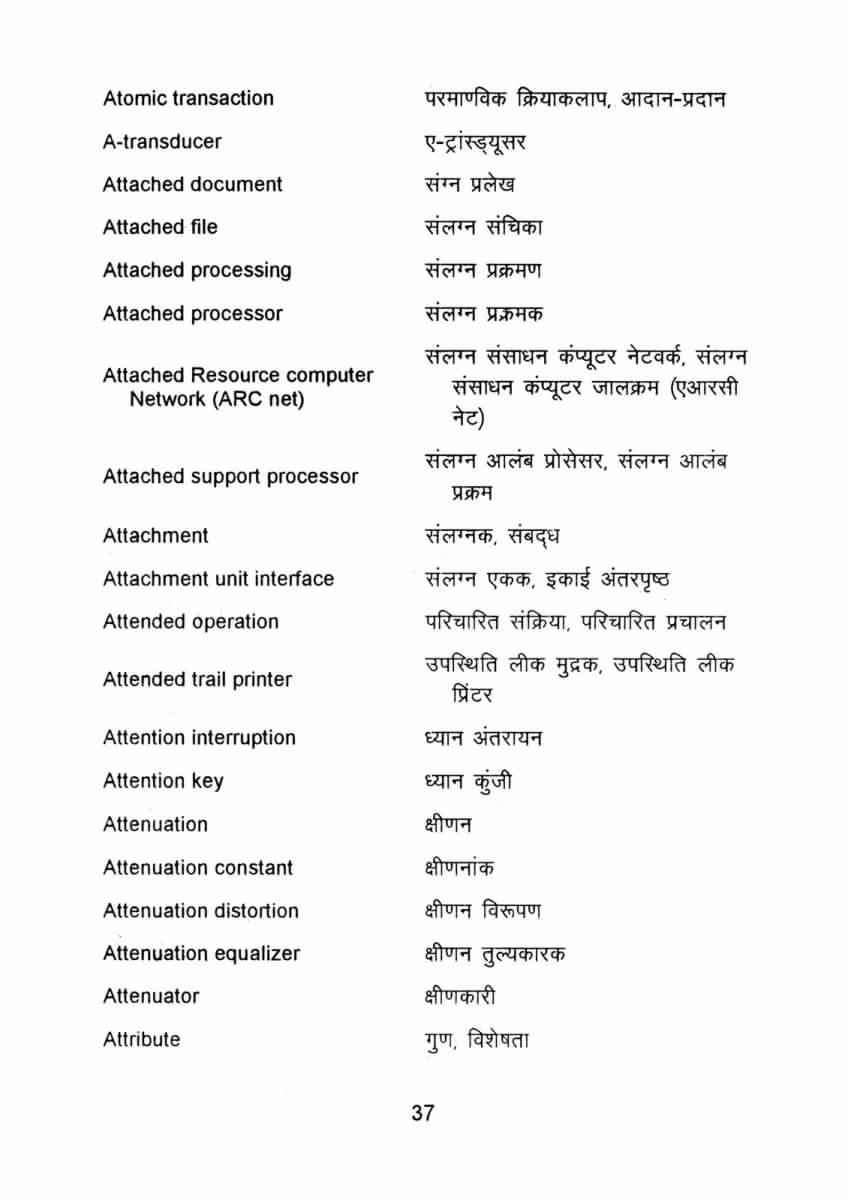 Atomic transaction परमाण्विक क्रियाकलाप, आदान-प्रदान
A-transducer ए-ट्रांस्ड्यूसर
Attached document संग्न प्रलेख
Attached file संलग्न संचिका
Attached processing संलग्न प्रक्रमण
Attached processor संलग्न प्रक्रमक
Attached Resource computer
Network (ARC net)
संलग्न संसाधन कंप्यूटर नेटवर्क, संलग्न
संसाधन कंप्यूटर जालक्रम (एआरसी
नेट)
Attached support processor
संलग्न आलंब प्रोसेसर, संलग्न आलंब
प्रक्रम
Attachment संलग्नक, संबद्ध
Attachment unit interface संलग्न एकक, इकाई अंतरपृष्ठ
Attended operation परिचारित संक्रिया, परिचारित प्रचालन
Attended trail printer
उपस्थिति लीक मुद्रक, उपस्थिति लीक
प्रिंटर
Attention interruption ध्यान अंतरायन
Attention key ध्यान कुंजी
Attenuation क्षीणन
Attenuation constant क्षीणनांक
Attenuation distortion क्षीणन विरूपण
Attenuation equalizer क्षीणन तुल्यकारक
Attenuator क्षीणकारी
Attribute गुण, विशेषता
37